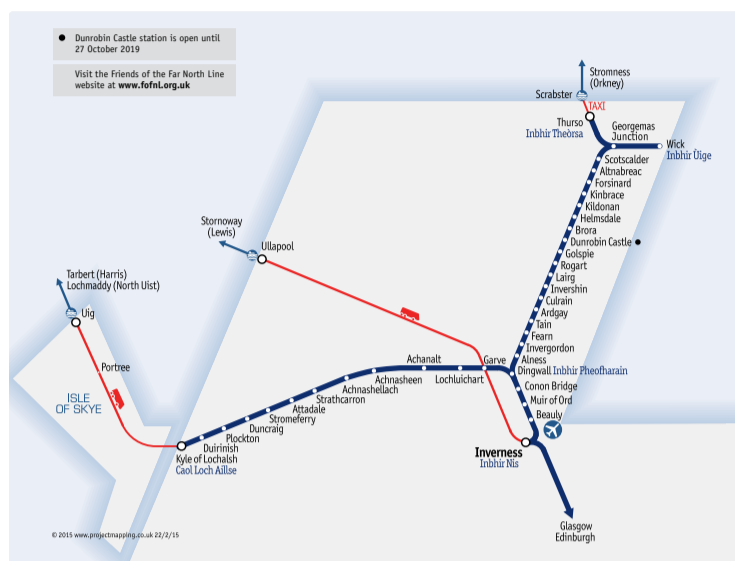 Dunrobin Castle station is open until
27 October 2019
Visit the Friends of the Far North Line
website at www.fofnl.org.uk
Stromness
(Orkney)
Scrabster
TAXI
Thurso
Inbhir Theòrsa
Georgemas
Junction
Wick
Inbhir Ùige
Scotscalder
Altnabreac
Forsinard
Kinbrace
Kildonan
Helmsdale
Brora
Dunrobin Castle
Golspie
Rogart
Lairg
Invershin
Culrain
Ardgay
Tain
Fearn
Invergordon
Alness
Dingwall Inbhir Pheofharain
Conon Bridge
Muir of Ord
Beauly
Stornoway
(Lewis)
Ullapool
Tarbert (Harris)
Lochmaddy (North Uist)
Uig
Portree
ISLE
OF SKYE
Garve
Achanalt
Lochluichart
Achnasheen
Achnashellach
Strathcarron
Attadale
Stromeferry
Duncraig
Plockton
Duirinish
Kyle of Lochalsh
Caol Loch Aillse
Inverness
Inbhir Nis
Glasgow
Edinburgh
© 2015 www.projectmapping.co.uk 22/2/15